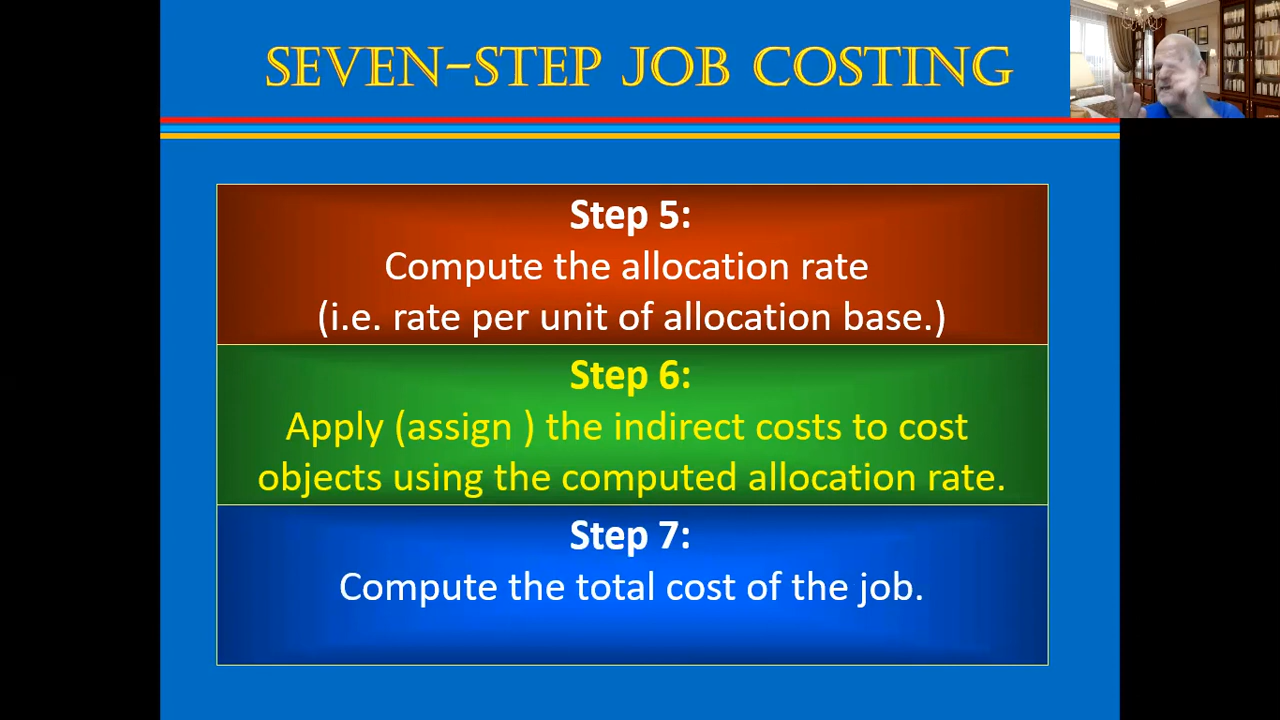 SEVEN-STEP JOB COSTING
Step 5:
Compute the allocation rate
(i.e. rate per unit of allocation base.)
Step 6:
Apply (assign ) the indirect costs to cost
objects using the computed allocation rate.
Step 7:
Compute the total cost of the job.